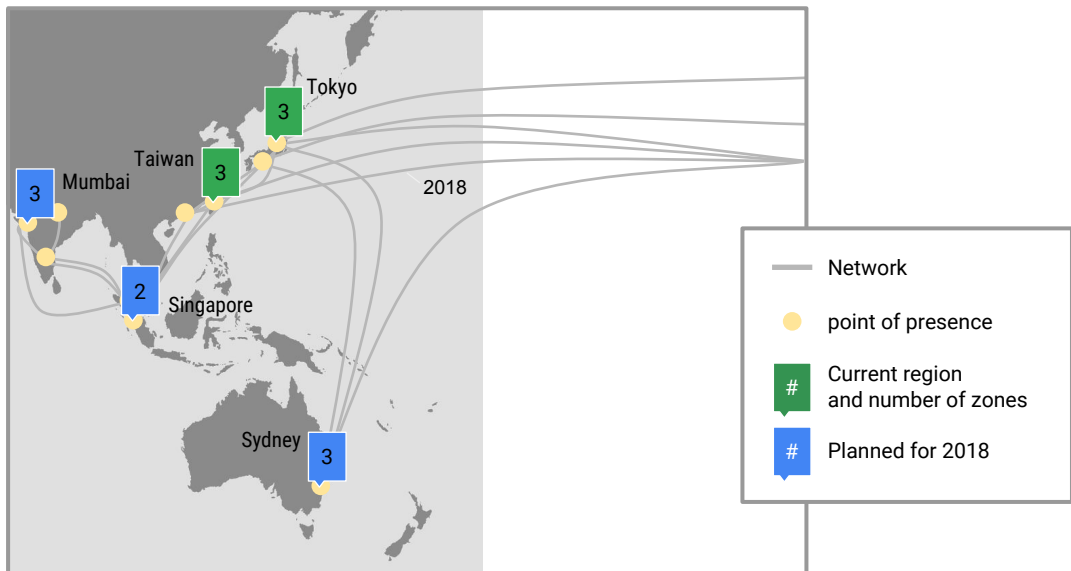 Tokyo
3
Taiwan
3
Mumbai
3
2018
2
Singapore
Sydney
3
Network
point of presence
#
Current region
and number of zones
#
Planned for 2018